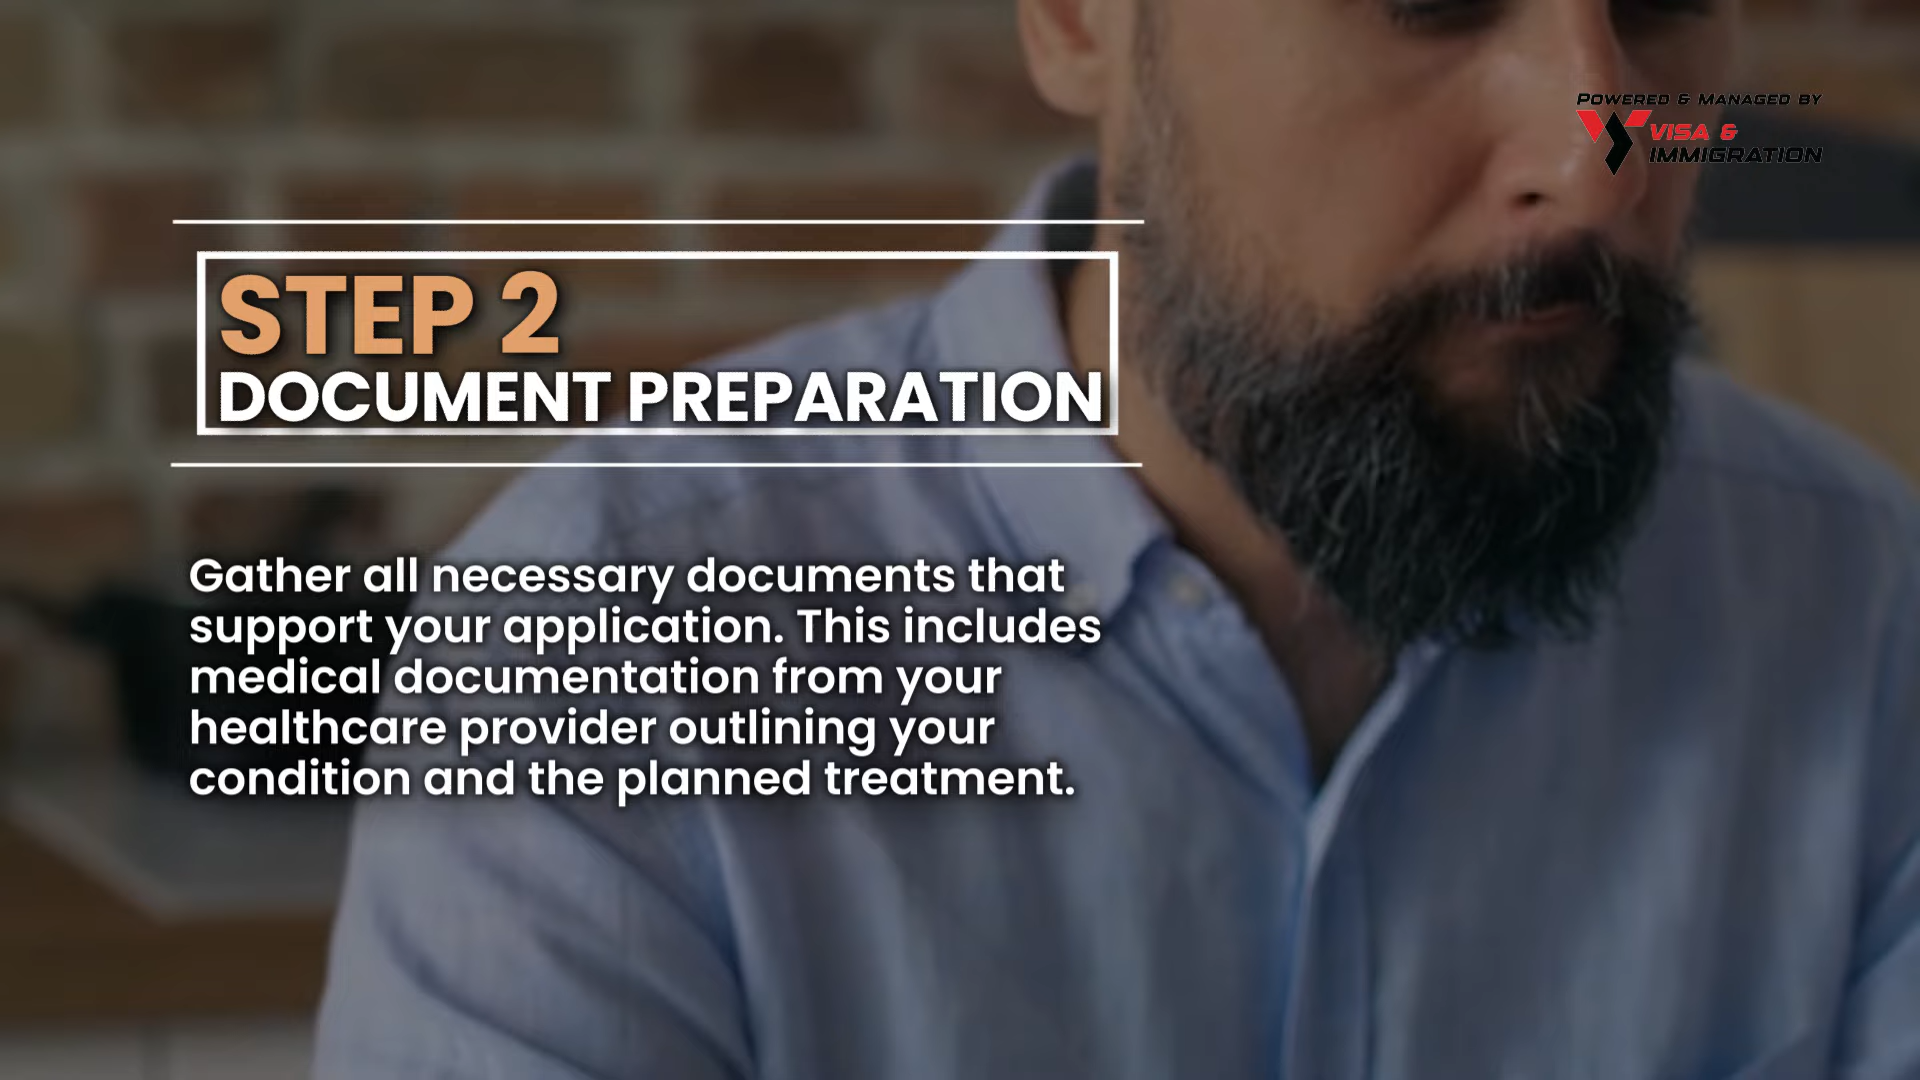 POWERED & MANAGED BY
VISA &
IMMIGRATION
STEP 2
DOCUMENT PREPARATION
Gather all necessary documents that
support your application. This includes
medical documentation from your
healthcare provider outlining your
condition and the planned treatment.